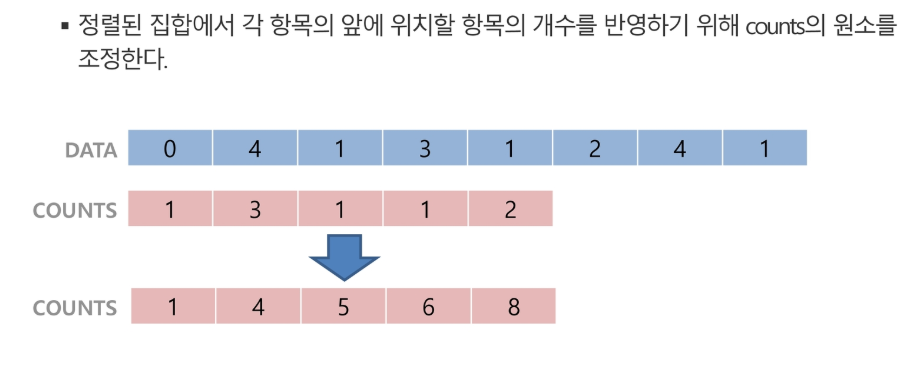 ▪ 정렬된 집합에서 각 항목의 앞에 위치할 항목의 개수를 반영하기 위해 counts의 원소를
조정한다.
DATA 0 4 1 3 1 2 4 1
COUNTS 1 3 1 1 2
COUNTS 1 4 5 6 8